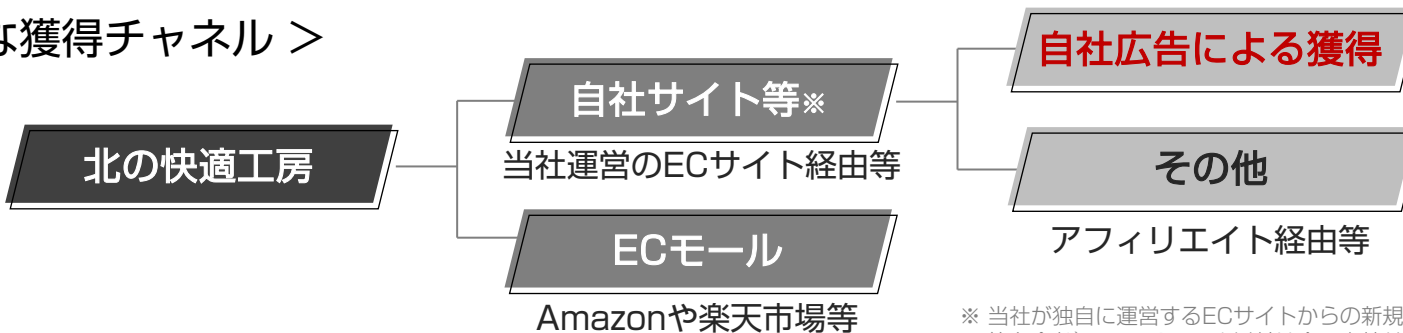 な獲得チャネル ＞
自社広告による獲得
自社サイト等※
北の快適工房
当社運営のECサイト経由等
その他
ECモール
アフィリエイト経由等
Amazonや楽天市場等
※ 当社が独自に運営するECサイトからの新規